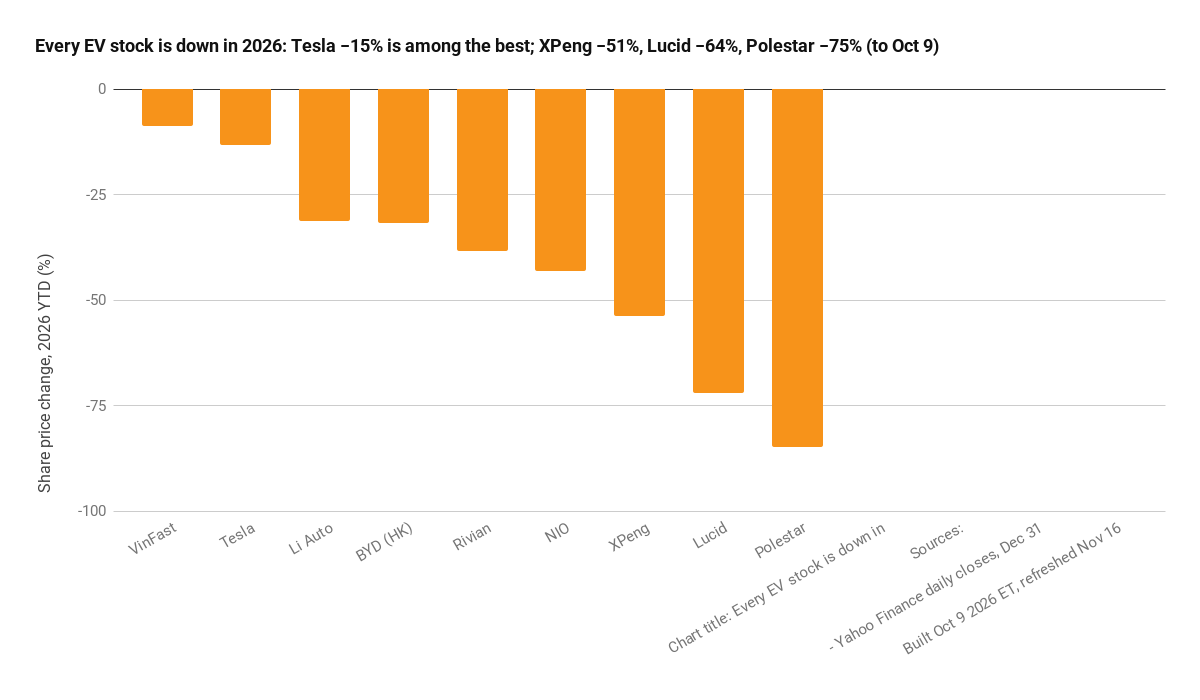 Every EV stock is down in 2026: Tesla −15% is among the best; XPeng −51%, Lucid −64%, Polestar −75% (to Oct 9)
Share price change, 2026 YTD (%)
0
-25
-50
-75
-100
VinFast
Tesla
Li Auto
BYD (HK)
Rivian
NIO
XPeng
Lucid
Polestar
Chart title: Every EV stock is down in
Sources:
- Yahoo Finance daily closes, Dec 31
Built Oct 9 2026 ET, refreshed Nov 16